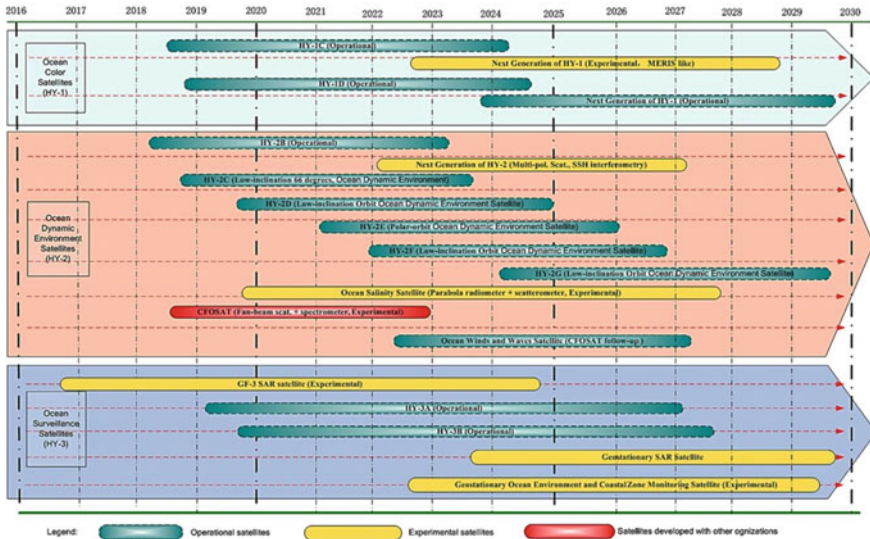 2016 2018 2019 2020 2021 2022 2023 2024 2025 2026 2027 2028 2029 2030
Ocean
Color
Satellites
(HY-1)
HY-1C (Operational)
Next Generation of HY-1 (Experimental, MERIS like)
HY-1D (Operational)
Next Generation of HY-1 (Operational)
Ocean
Dynamic
Environment
Satellites
(HY-2)
HY-2B (Operational)
Next Generation of HY-2 (Multi-pol. Scat., SSH interferometry)
HY-2C (Low-inclination 66 degrees, Ocean Dynamic Environment)
HY-2D (Low-inclination Orbit Ocean Dynamic Environment Satellite)
HY-2E (Polar-orbit Ocean Dynamic Environment Satellite)
HY-2F (Low-inclination Orbit Ocean Dynamic Environment Satellite)
HY-2G (Low-inclination Orbit Ocean Dynamic Environment Satellite)
Ocean Salinity Satellite (Parabola radiometer + scatterometer, Experimental)
CFOSAT (Fan-beam scat. + spectrometer, Experimental)
Ocean Winds and Waves Satellite (CFOSAT follow-up)
Ocean
Surveillance
Satellites
(HY-3)
GF-3 SAR satellite (Experimental)
HY-3A (Operational)
HY-3B (Operational)
Geostationary SAR Satellite
Geostationary Ocean Environment and Coastal Zone Monitoring Satellite (Experimental)
Legend: Operational satellites Experimental satellites Satellites developed with other ognizations